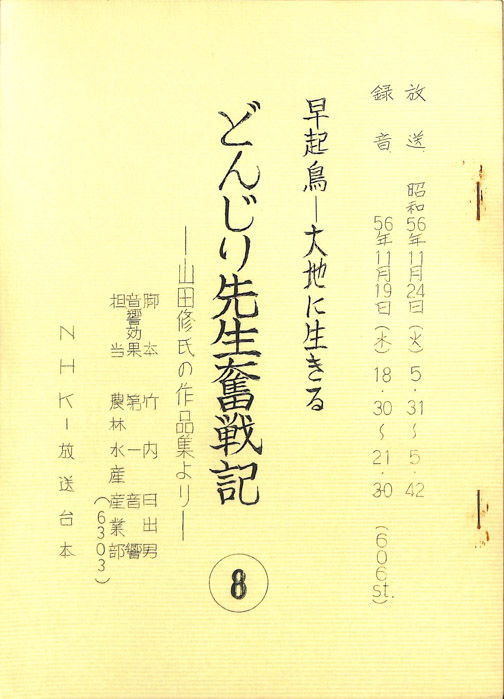 放送 昭和56年11月24日（火）5.31～5.42
録音 56年11月19日（木）18.30～21.30（606st.）
早起鳥―大地に生きる
どんじり先生奮戦記
⑧
―山田修氏の作品集より―
脚本 竹内日出男
音響効果 第一音響
担当 農林水産産業部
（6303）
NHK－放送台本